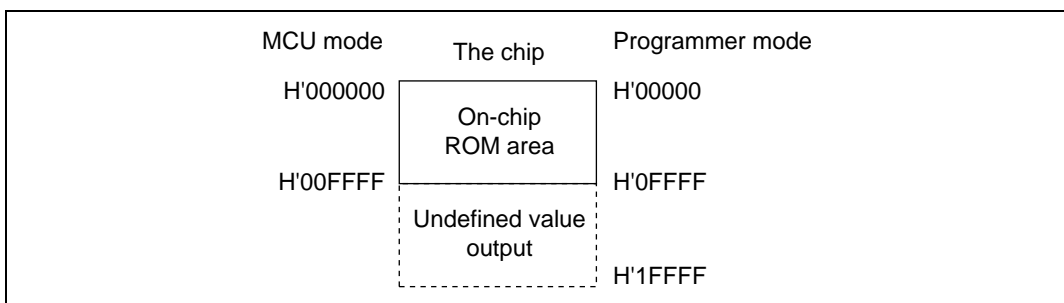 MCU mode
The chip
Programmer mode
H'000000
H'00000
On-chip
ROM area
H'00FFFF
H'0FFFF
Undefined value
output
H'1FFFF